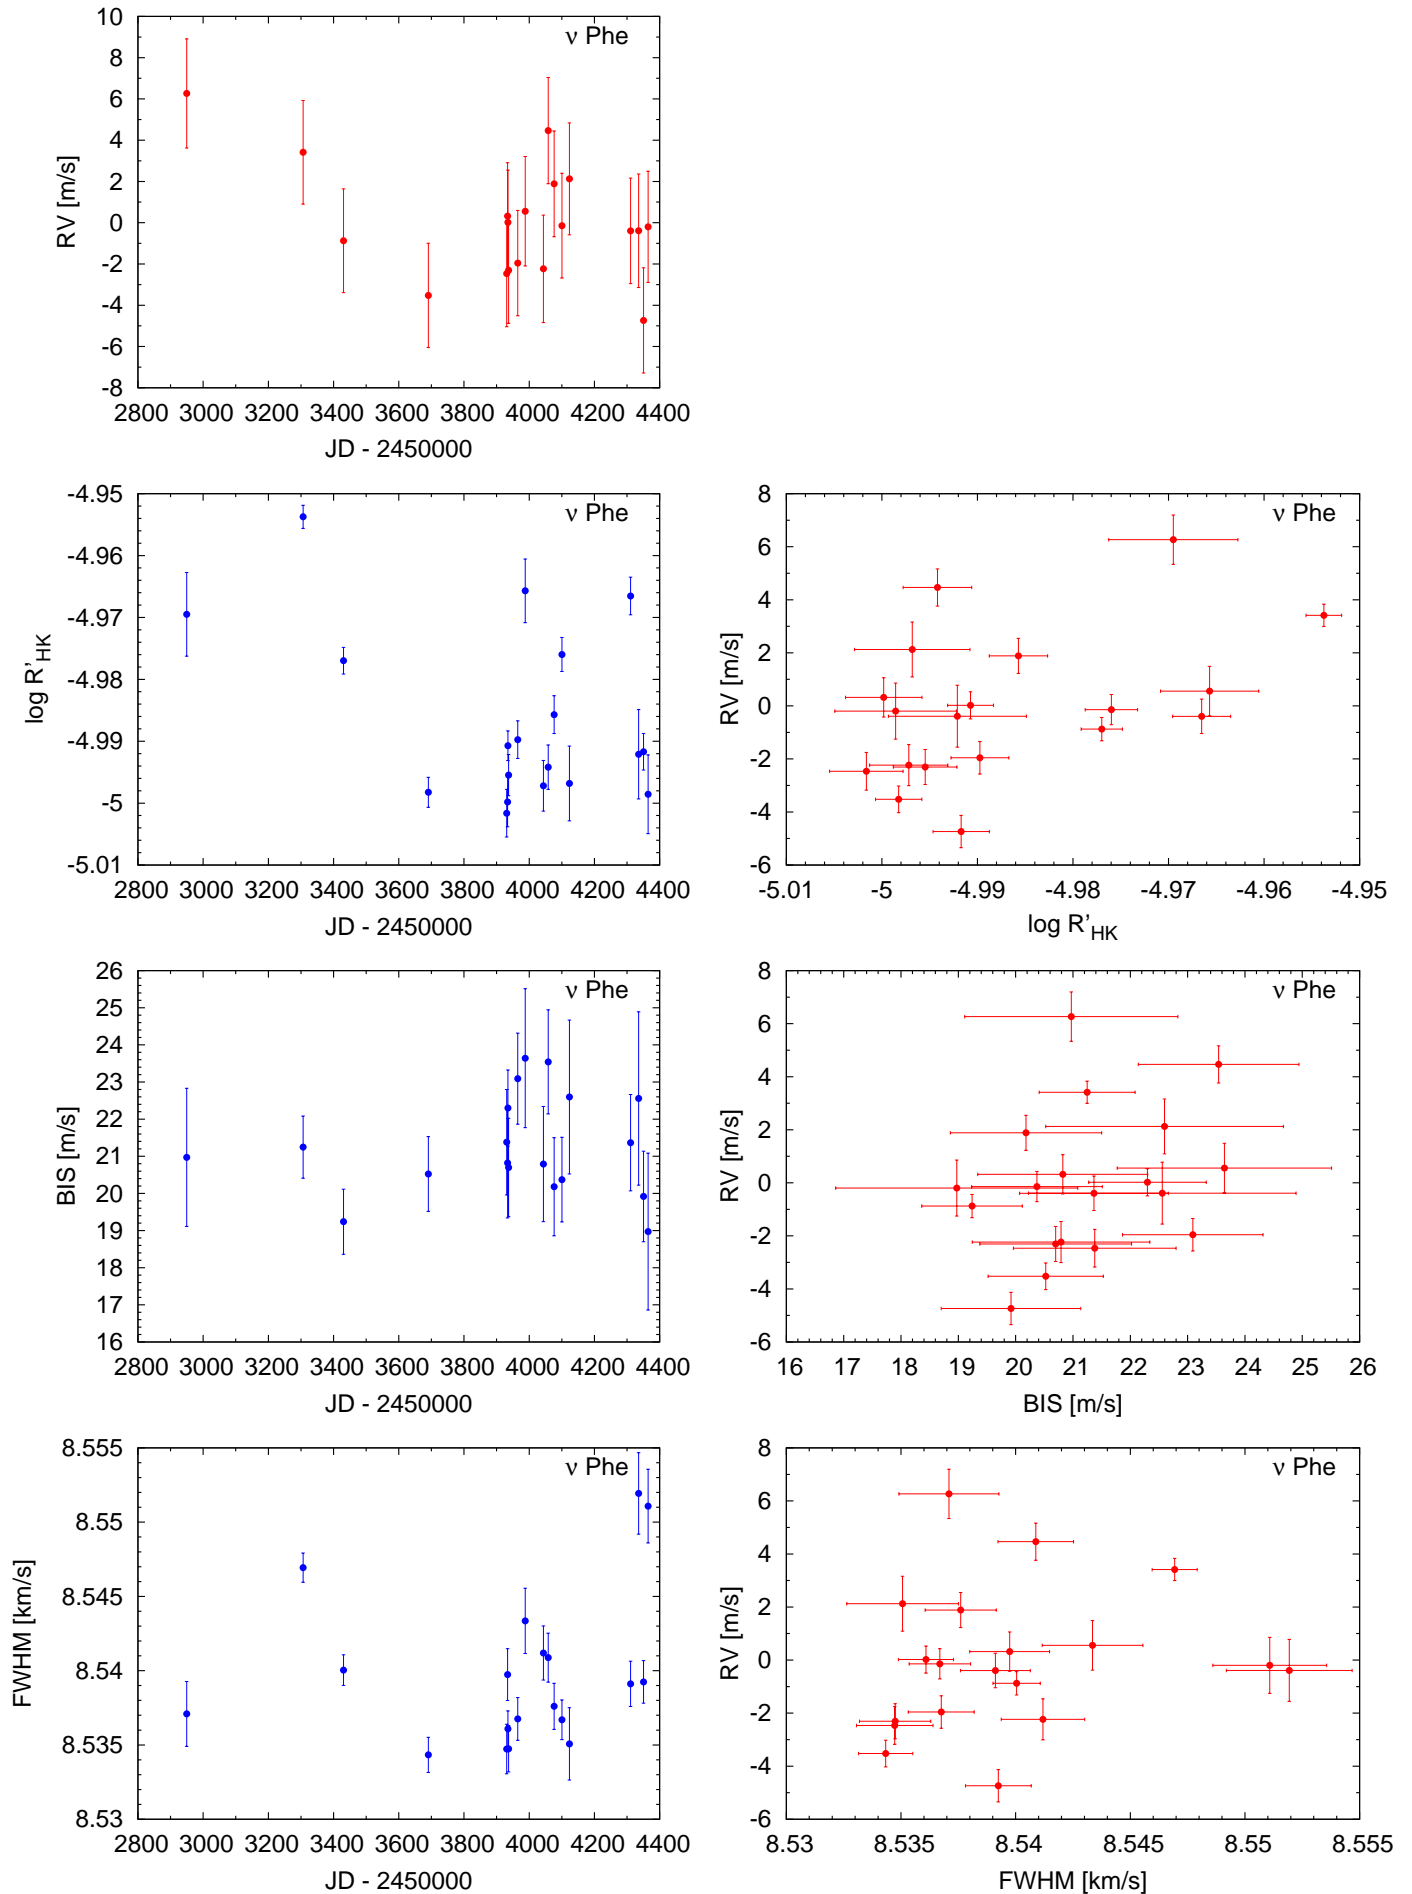 10
8
6
4
2
0
-2
-4
-6
-8
2800 3000 3200 3400 3600 3800 4000 4200 4400
RV [m/s]
JD - 2450000
ν Phe
-4.95
-4.96
-4.97
-4.98
-4.99
-5
-5.01
2800 3000 3200 3400 3600 3800 4000 4200 4400
log R'HK
JD - 2450000
ν Phe
8
6
4
2
0
-2
-4
-6
-5.01 -5 -4.99 -4.98 -4.97 -4.96 -4.95
RV [m/s]
log R'HK
ν Phe
26
25
24
23
22
21
20
19
18
17
16
2800 3000 3200 3400 3600 3800 4000 4200 4400
BIS [m/s]
JD - 2450000
ν Phe
8
6
4
2
0
-2
-4
-6
16 17 18 19 20 21 22 23 24 25 26
RV [m/s]
BIS [m/s]
ν Phe
8.555
8.55
8.545
8.54
8.535
8.53
2800 3000 3200 3400 3600 3800 4000 4200 4400
FWHM [km/s]
JD - 2450000
ν Phe
8
6
4
2
0
-2
-4
-6
8.53 8.535 8.54 8.545 8.55 8.555
RV [m/s]
FWHM [km/s]
ν Phe